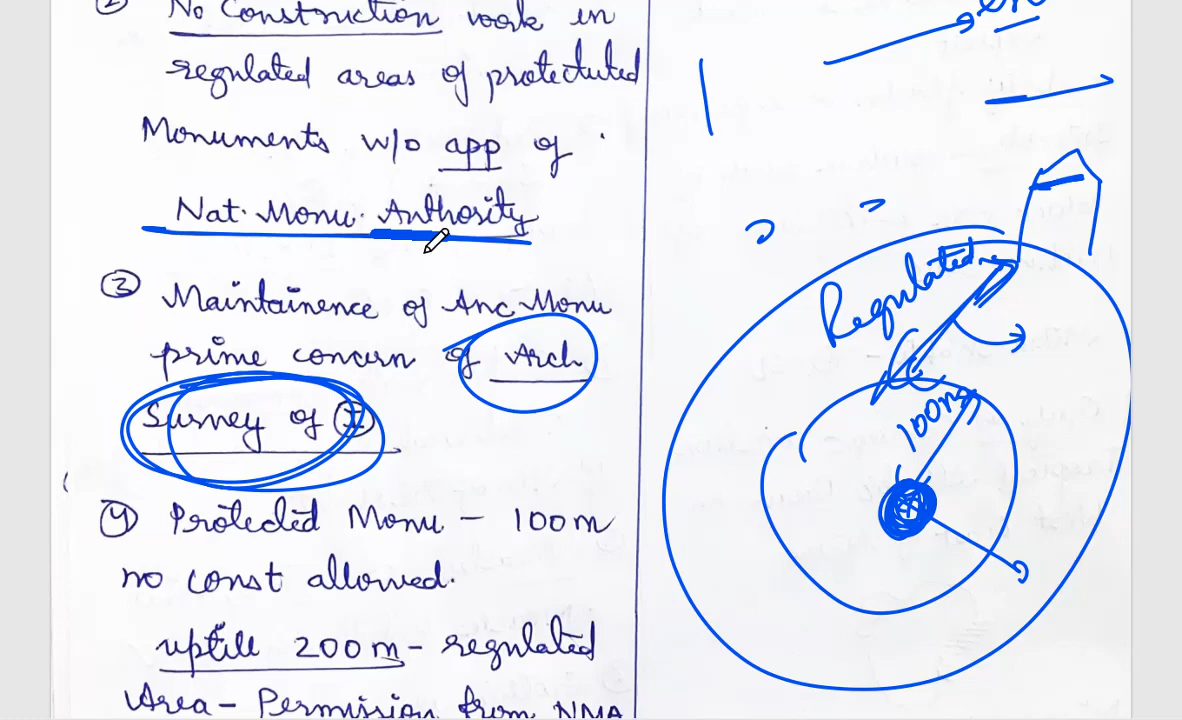 ② No Construction work in
regulated areas of protectuted
Monuments w/o app of
Nat. Monu. Authority
③ Maintainence of Anc Monu
prime concern of Arch
Survey of I
④ Protected Monu - 100m
no const allowed.
uptill 200m - regulated
Area - Permission from NMA
Regulated
100m